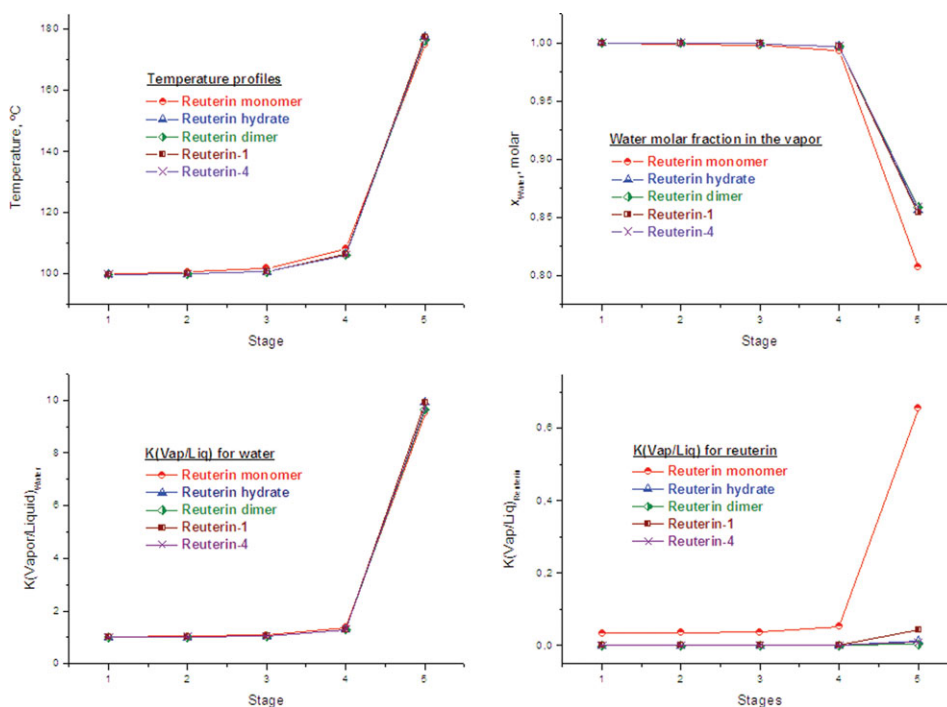 180
160
140
120
100
Temperature, ºC
Temperature profiles
Reuterin monomer
Reuterin hydrate
Reuterin dimer
Reuterin-1
Reuterin-4
1 2 3 4 5
Stage
1.00
0.95
0.90
0.85
0.80
xWater, molar
Water molar fraction in the vapor
Reuterin monomer
Reuterin hydrate
Reuterin dimer
Reuterin-1
Reuterin-4
1 2 3 4 5
Stage
10
8
6
4
2
0
K(Vapor/Liquid)Water
K(Vap/Liq) for water
Reuterin monomer
Reuterin hydrate
Reuterin dimer
Reuterin-1
Reuterin-4
1 2 3 4 5
Stage
0.6
0.4
0.2
0.0
K(Vap/Liq)Reuterin
K(Vap/Liq) for reuterin
Reuterin monomer
Reuterin hydrate
Reuterin dimer
Reuterin-1
Reuterin-4
1 2 3 4 5
Stages